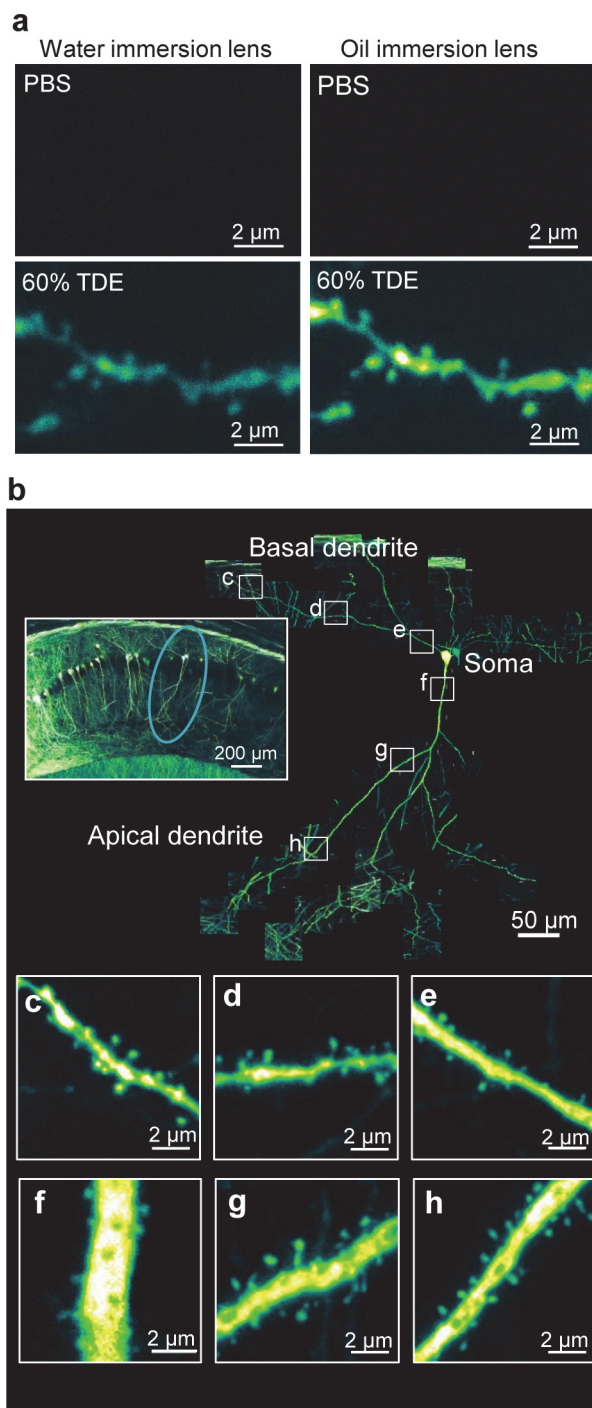 a
Water immersion lens Oil immersion lens
PBS PBS
2 µm 2 µm
60% TDE 60% TDE
2 µm 2 µm
b
Basal dendrite
c
d
e
Soma
f
200 µm
g
Apical dendrite
h
50 µm
c d e
2 µm 2 µm 2 µm
f g h
2 µm 2 µm 2 µm